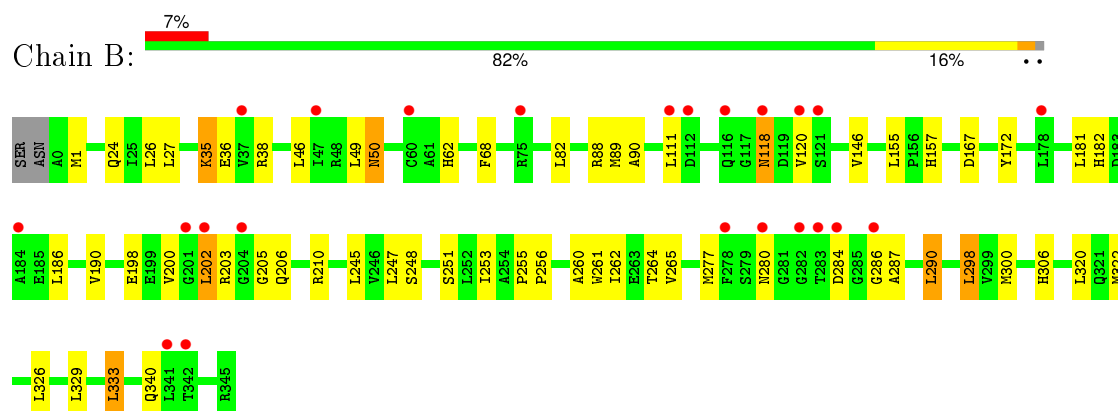 7%
Chain B:
82% 16% • •
SER ASN A0 M1 Q24 I25 L26 L27 K35 E36 V37 R38 L46 I47 R48 L49 N50 C60 A61 H62 F68 R75 L82 R88 M89 A90 L111 D112 Q116 G117 N118 D119 V120 S121 V146 L155 P156 H157 D167 Y172 L178 L181 H182
A184 E185 L186 V190 E198 E199 V200 G201 L202 R203 G204 G205 Q206 R210 L245 V246 L247 S248 S251 L252 I253 A254 P255 P256 A260 W261 I262 E263 T264 V265 M277 F278 S279 N280 G281 G282 T283 D284 G285 G286 A287 L290 L298 V299 M300 H306 L320 Q321
L326 L329 L333 Q340 L341 T342 R345